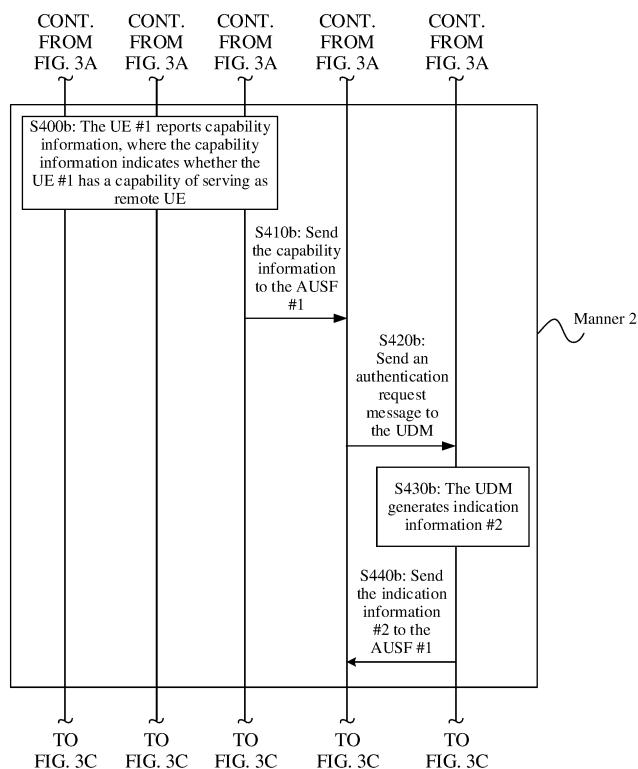 CONT. CONT. CONT. CONT. CONT.
FROM FROM FROM FROM FROM
FIG. 3A FIG. 3A FIG. 3A FIG. 3A FIG. 3A
S400b: The UE #1 reports capability
information, where the capability
information indicates whether the
UE #1 has a capability of serving as
remote UE
S410b: Send
the capability
information
to the AUSF
#1
Manner 2
S420b:
Send an
authentication
request
message to
the UDM
S430b: The UDM
generates indication
information #2
S440b: Send
the indication
information
#2 to the
AUSF #1
TO TO TO TO TO
FIG. 3C FIG. 3C FIG. 3C FIG. 3C FIG. 3C